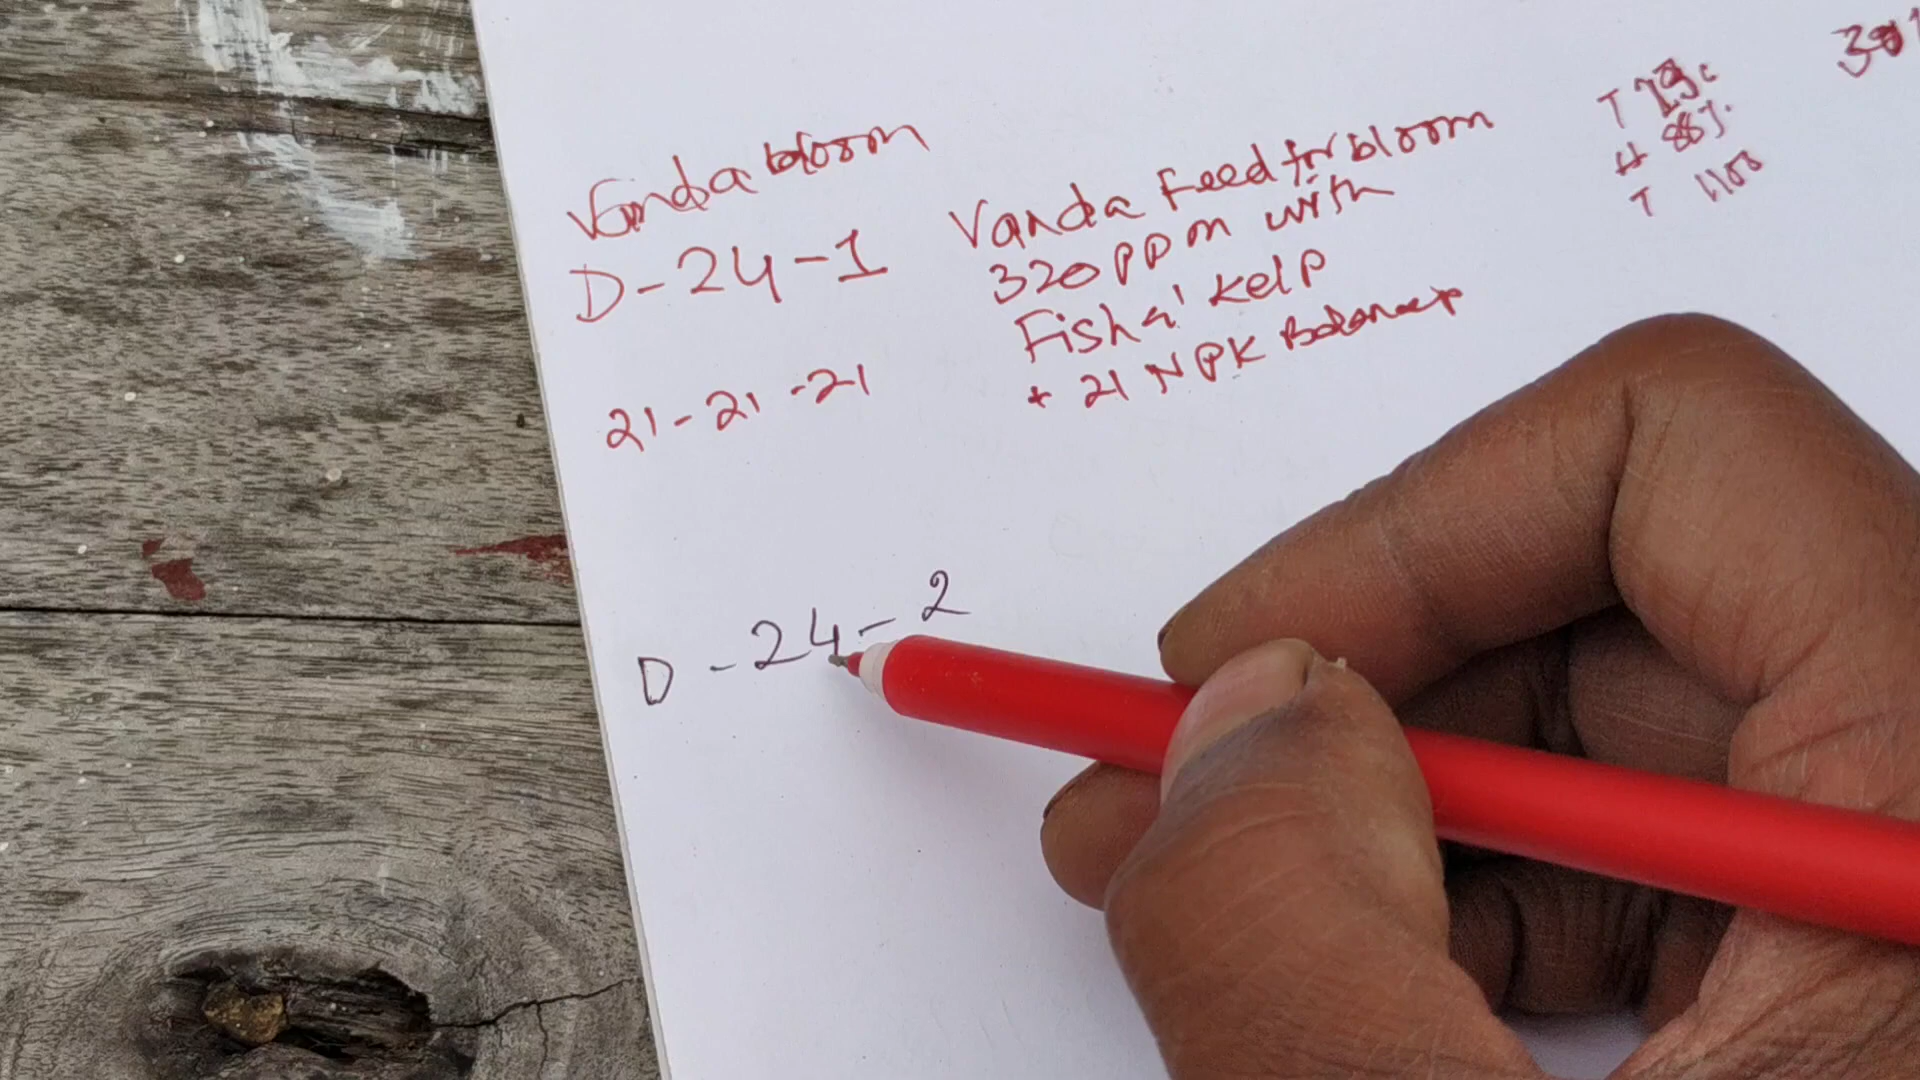 Vanda bloom
D-24-1
21-21-21
Vanda Feed for bloom
320 PPm with
Fish & Kelp
+ 21 NPK
T
H 88%
T 1100
D-24-2